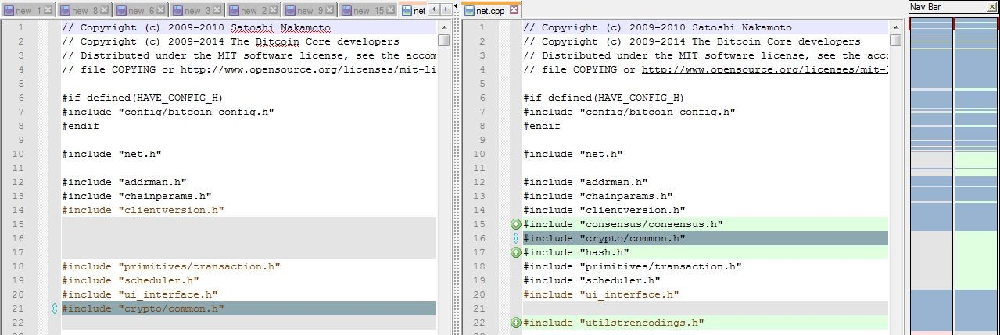 new 1 new 8 new 6 new 3 new 2 new 9 new 15 net
net.cpp
Nav Bar
1 // Copyright (c) 2009-2010 Satoshi Nakamoto
2 // Copyright (c) 2009-2014 The Bitcoin Core developers
3 // Distributed under the MIT software license, see the accom
4 // file COPYING or http://www.opensource.org/licenses/mit-li
5
6 #if defined(HAVE_CONFIG_H)
7 #include "config/bitcoin-config.h"
8 #endif
9
10 #include "net.h"
11
12 #include "addrman.h"
13 #include "chainparams.h"
14 #include "clientversion.h"
15
16
17
18 #include "primitives/transaction.h"
19 #include "scheduler.h"
20 #include "ui_interface.h"
21 #include "crypto/common.h"
22
1 // Copyright (c) 2009-2010 Satoshi Nakamoto
2 // Copyright (c) 2009-2014 The Bitcoin Core developers
3 // Distributed under the MIT software license, see the acco
4 // file COPYING or http://www.opensource.org/licenses/mit-l
5
6 #if defined(HAVE_CONFIG_H)
7 #include "config/bitcoin-config.h"
8 #endif
9
10 #include "net.h"
11
12 #include "addrman.h"
13 #include "chainparams.h"
14 #include "clientversion.h"
15 #include "consensus/consensus.h"
16 #include "crypto/common.h"
17 #include "hash.h"
18 #include "primitives/transaction.h"
19 #include "scheduler.h"
20 #include "ui_interface.h"
21
22 #include "utilstrencodings.h"